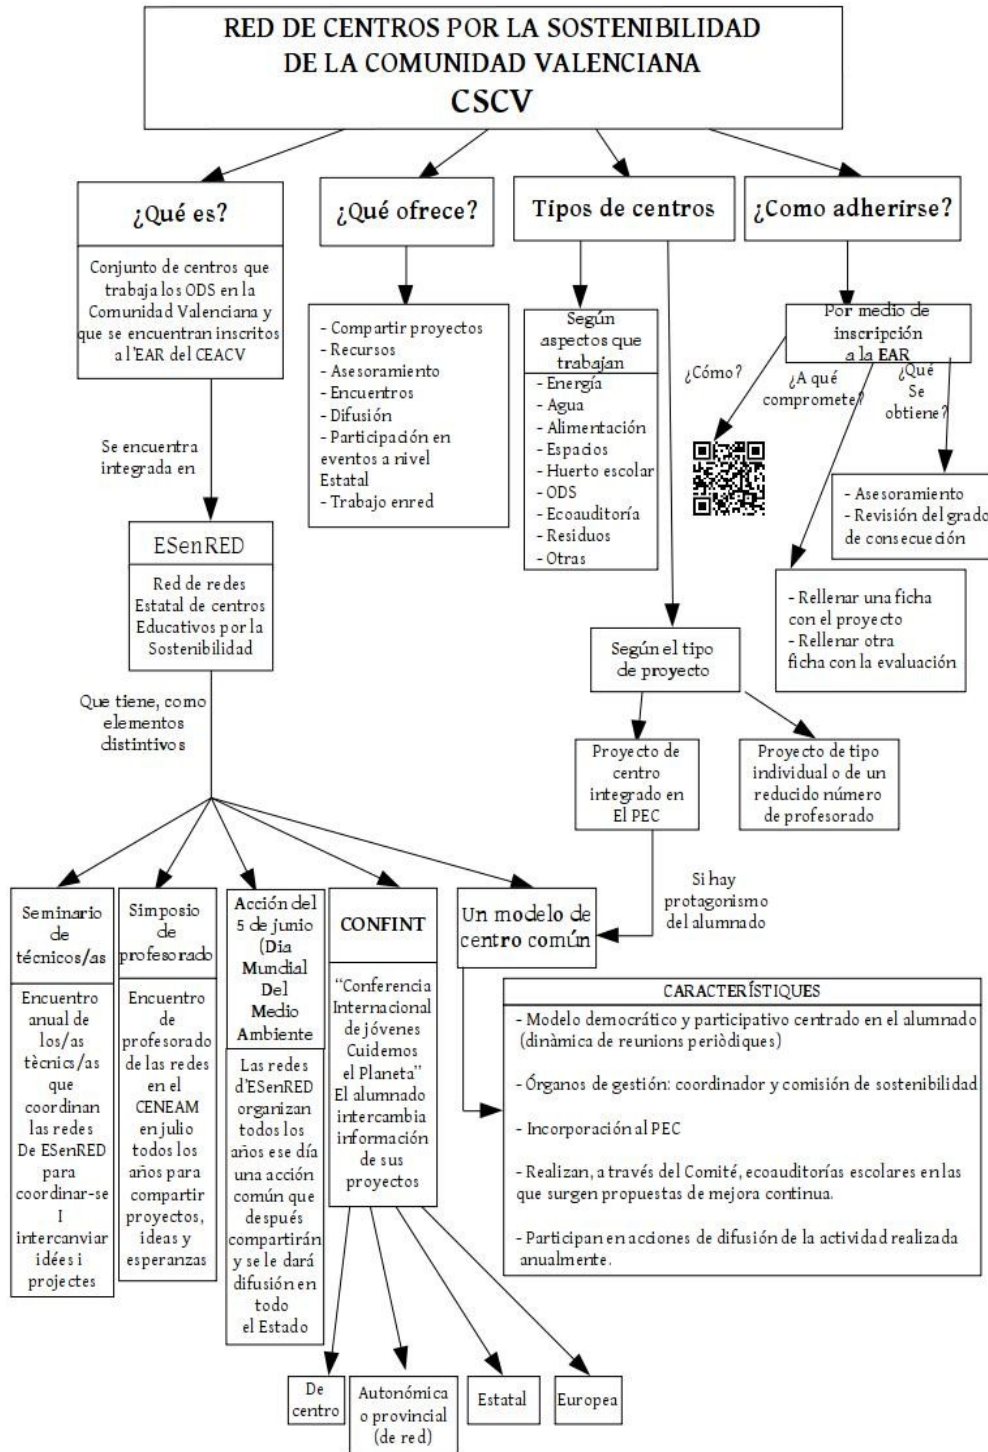 RED DE CENTROS POR LA SOSTENIBILIDAD
DE LA COMUNIDAD VALENCIANA
CSCV
¿Qué es?
Conjunto de centros que
trabaja los ODS en la
Comunidad Valenciana y
que se encuentran inscritos
a l'EAR del CEACV
Se encuentra
integrada en
ESenRED
Red de redes
Estatal de centros
Educativos por la
Sostenibilidad
Que tiene, como
elementos
distintivos
¿Qué ofrece?
- Compartir proyectos
- Recursos
- Asesoramiento
- Encuentros
- Difusión
- Participación en
eventos a nivel
Estatal
- Trabajo enred
Tipos de centros
Según
aspectos que
trabajan
- Energía
- Agua
- Alimentación
- Espacios
- Huerto escolar
- ODS
- Ecoauditoría
- Residuos
- Otras
Según el tipo
de proyecto
Proyecto de
centro
integrado en
El PEC
Proyecto de tipo
individual o de un
reducido número
de profesorado
Si hay
protagonismo
del alumnado
¿Como adherirse?
Por medio de
inscripción
a la EAR
¿Cómo?
¿A qué
compromete?
¿Qué
Se
obtiene?
- Asesoramiento
- Revisión del grado
de consecueción
- Rellenar una ficha
con el proyecto
- Rellenar otra
ficha con la evaluación
Seminario
de
técnicos/as
Encuentro
anual de
los/as
tècnics/as
que
coordinan
las redes
De ESenRED
para
coordinar-se
I
intercanviar
idées i
projectes
Simposio
de
profesorado
Encuentro
de
profesorado
de las redes
en el
CENEAM
en julio
todos los
años para
compartir
proyectos,
ideas y
esperanzas
Acción del
5 de junio
(Dia
Mundial
Del
Medio
Ambiente
Las redes
d'ESenRED
organizan
todos los
años ese día
una acción
común que
después
compartirán
y se le dará
difusión en
todo
el Estado
CONFINT
“Conferencia
Internacional
de jóvenes
Cuidemos
el Planeta”
El alumnado
intercambia
información
de sus
proyectos
Un modelo de
centro común
CARACTERÍSTIQUES
- Modelo democrático y participativo centrado en el alumnado
(dinàmica de reunions periòdiques)
- Órganos de gestión: coordinador y comisión de sostenibilidad
- Incorporación al PEC
- Realizan, a través del Comité, ecoauditorías escolares en las
que surgen propuestas de mejora continua.
- Participan en acciones de difusión de la actividad realizada
anualmente.
De
centro
Autonómica
o provincial
(de red)
Estatal
Europea